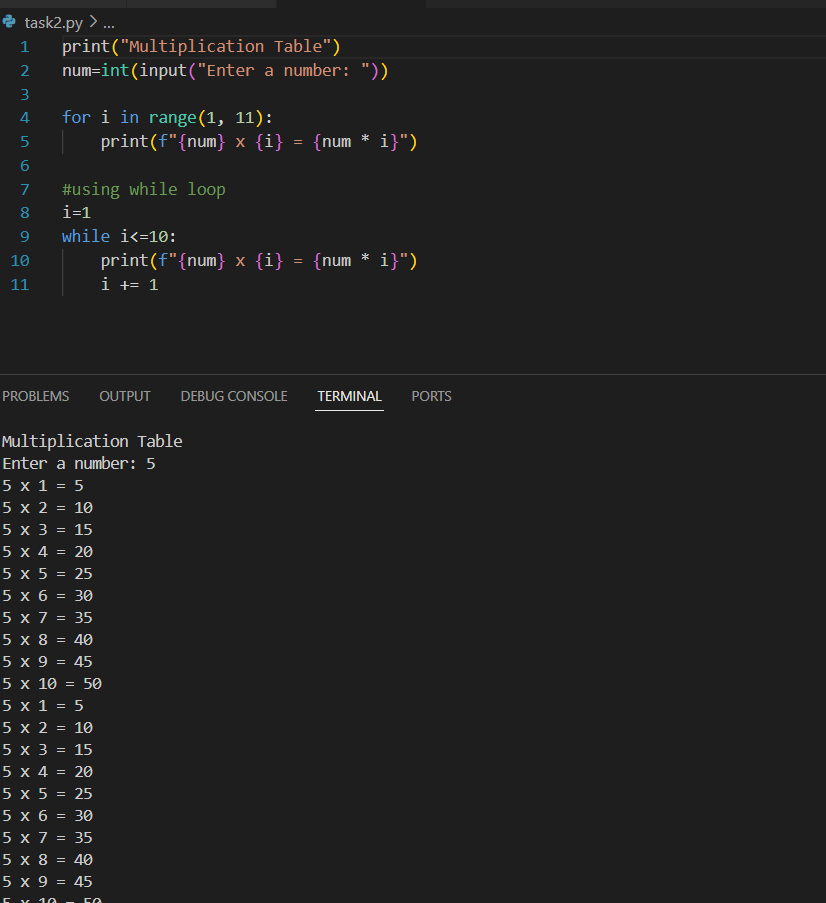 task2.py > ...
1 print("Multiplication Table")
2 num=int(input("Enter a number: "))
3
4 for i in range(1, 11):
5     print(f"{num} x {i} = {num * i}")
6
7 #using while loop
8 i=1
9 while i<=10:
10     print(f"{num} x {i} = {num * i}")
11     i += 1
PROBLEMS OUTPUT DEBUG CONSOLE TERMINAL PORTS
Multiplication Table
Enter a number: 5
5 x 1 = 5
5 x 2 = 10
5 x 3 = 15
5 x 4 = 20
5 x 5 = 25
5 x 6 = 30
5 x 7 = 35
5 x 8 = 40
5 x 9 = 45
5 x 10 = 50
5 x 1 = 5
5 x 2 = 10
5 x 3 = 15
5 x 4 = 20
5 x 5 = 25
5 x 6 = 30
5 x 7 = 35
5 x 8 = 40
5 x 9 = 45
5 x 10 = 50